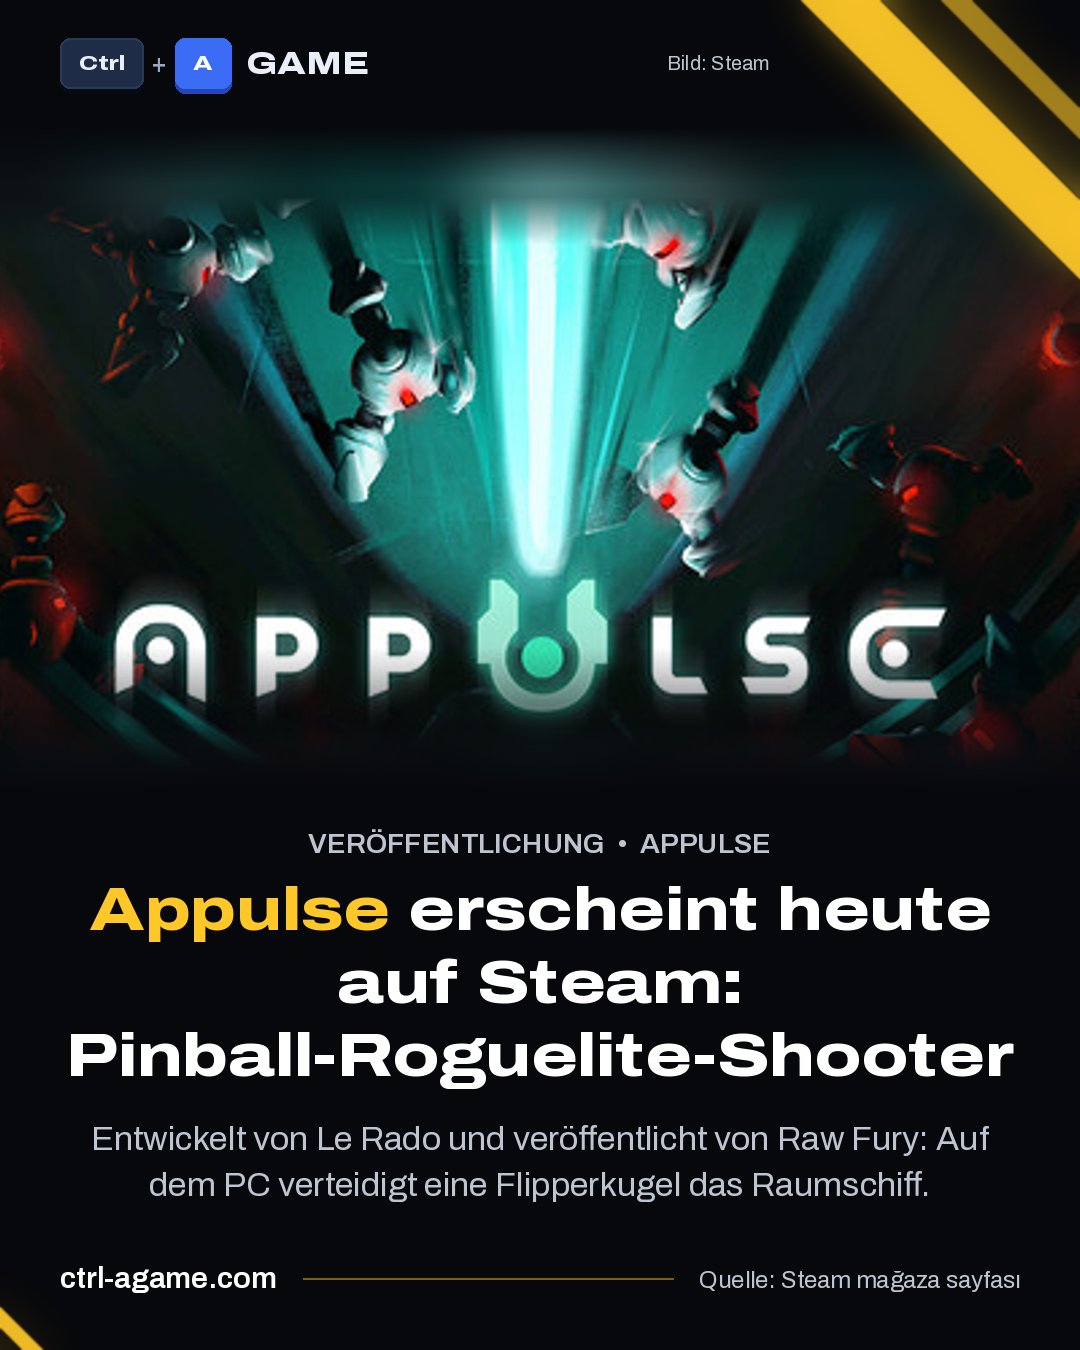 Ctrl + A GAME
Bild: Steam
APPULSE
VERÖFFENTLICHUNG • APPULSE
Appulse erscheint heute
auf Steam:
Pinball-Roguelite-Shooter
Entwickelt von Le Rado und veröffentlicht von Raw Fury: Auf
dem PC verteidigt eine Flipperkugel das Raumschiff.
ctrl-agame.com
Quelle: Steam mağaza sayfası